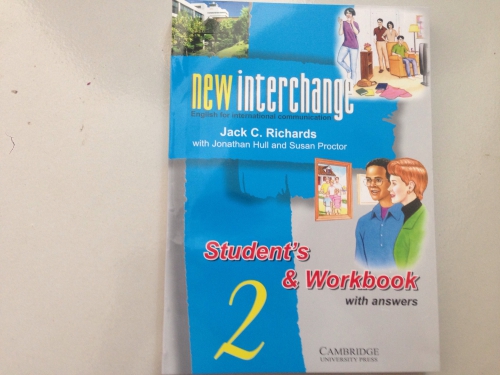 new interchange
English for international communication
Jack C. Richards
with Jonathan Hull and Susan Proctor
Student's
& Workbook
with answers
2
CAMBRIDGE
UNIVERSITY PRESS